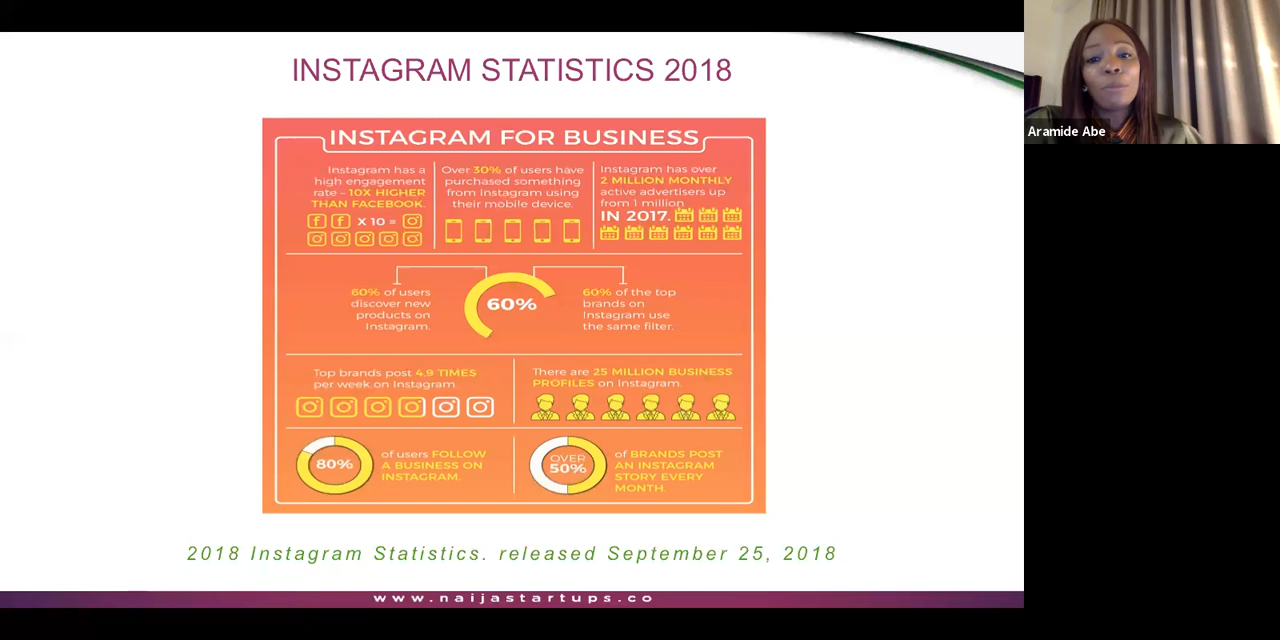 INSTAGRAM STATISTICS 2018
Aramide Abe
INSTAGRAM FOR BUSINESS
Instagram has a
high engagement
rate – 10X HIGHER
THAN FACEBOOK.
X 10 =
Over 30% of users have
purchased something
from Instagram using
their mobile device.
Instagram has over
2 MILLION MONTHLY
active advertisers up
from 1 million
IN 2017.
60% of users
discover new
products on
Instagram.
60%
60% of the top
brands on
Instagram use
the same filter.
Top brands post 4.9 TIMES
per week on Instagram.
There are 25 MILLION BUSINESS
PROFILES on Instagram.
80%
of users FOLLOW
A BUSINESS ON
INSTAGRAM.
OVER
50%
of BRANDS POST
AN INSTAGRAM
STORY EVERY
MONTH.
2018 Instagram Statistics. released September 25, 2018
www.naijastartups.co